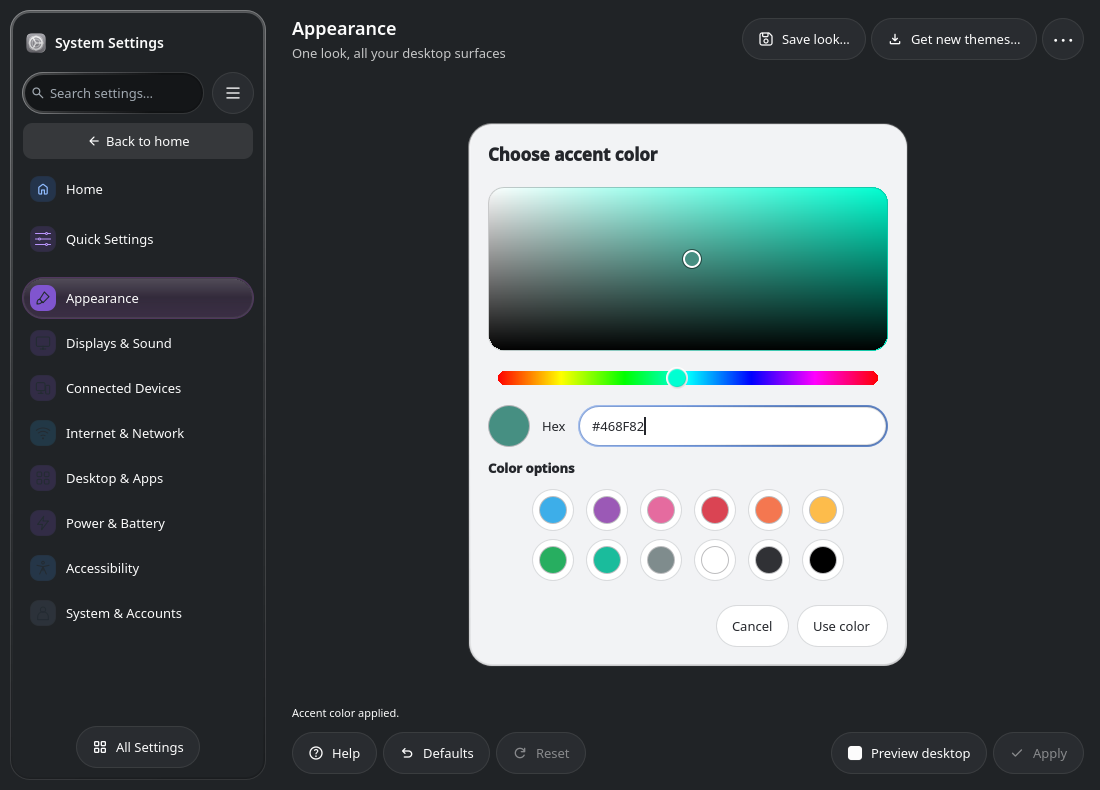 System Settings
Search settings...
Back to home
Home
Quick Settings
Appearance
Displays & Sound
Connected Devices
Internet & Network
Desktop & Apps
Power & Battery
Accessibility
System & Accounts
All Settings
Appearance
One look, all your desktop surfaces
Save look...
Get new themes...
Choose accent color
Hex
#468F82
Color options
Cancel
Use color
Accent color applied.
Help
Defaults
Reset
Preview desktop
Apply